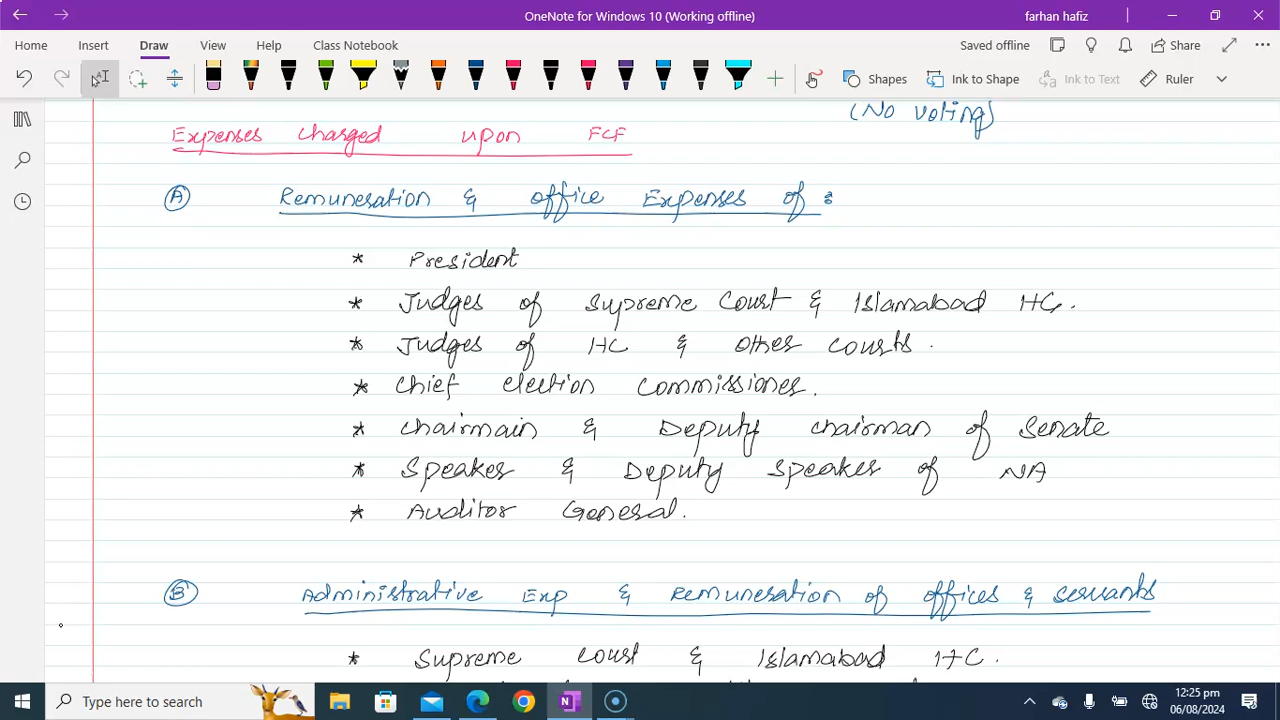 OneNote for Windows 10 (Working offline)
farhan hafiz
Home Insert Draw View Help Class Notebook
Saved offline
Share
Shapes
Ink to Shape
Ink to Text
Ruler
(No voting)
Expenses charged upon FCF
A Remuneration & office Expenses of :
* President
* Judges of Supreme Court & Islamabad HC.
* Judges of HC & other courts.
* Chief election commissioner.
* Chairmain & Deputy chairman of Senate
* Speaker & Deputy Speaker of NA
* Auditor General.
B Administrative Exp & Remuneration of offices & servants
* Supreme court & Islamabad HC.
Type here to search
12:25 pm
06/08/2024